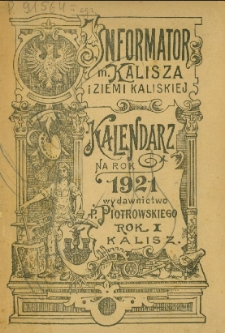 INFORMATOR
m. KALISZA
I ZIEMI KALISKIEJ
KALENDARZ
NA ROK
1921
wydawnictwo
P. PIOTROWSKIEGO
ROK I
KALISZ.